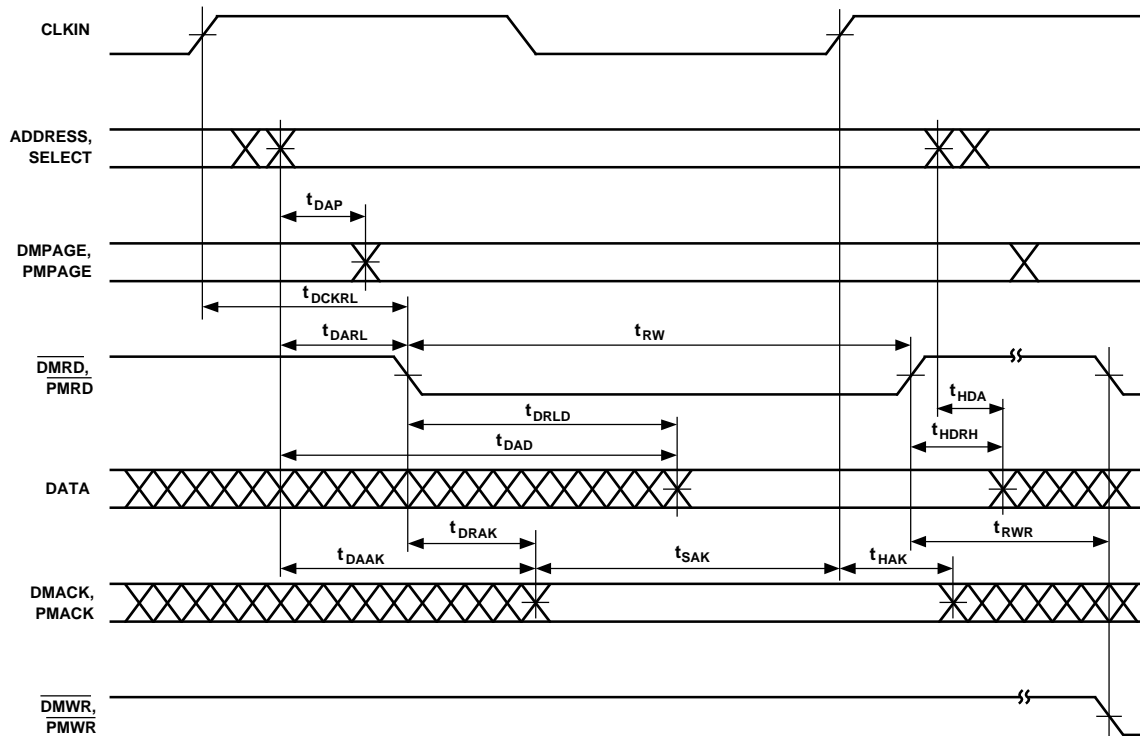 CLKIN
ADDRESS,
SELECT
tDAP
DMPAGE,
PMPAGE
tDCKRL
tDARL
tRW
DMRD,
PMRD
tHDA
tDRLD
tHDRH
tDAD
DATA
tRWR
tDRAK
tDAAK
tSAK
tHAK
DMACK,
PMACK
DMWR,
PMWR